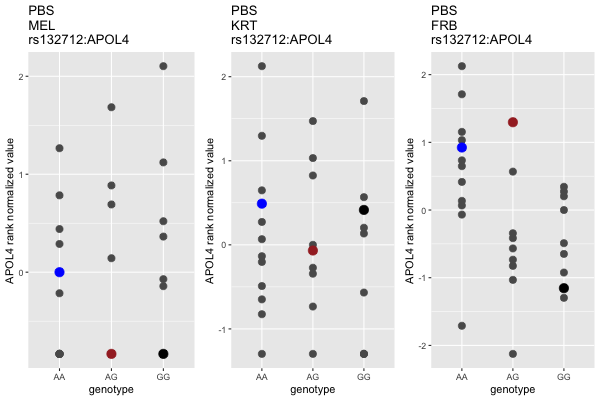 PBS
MEL
rs132712:APOL4
APOL4 rank normalized value
2
1
0
AA
AG
GG
genotype
PBS
KRT
rs132712:APOL4
APOL4 rank normalized value
2
1
0
-1
AA
AG
GG
genotype
PBS
FRB
rs132712:APOL4
APOL4 rank normalized value
2
1
0
-1
-2
AA
AG
GG
genotype